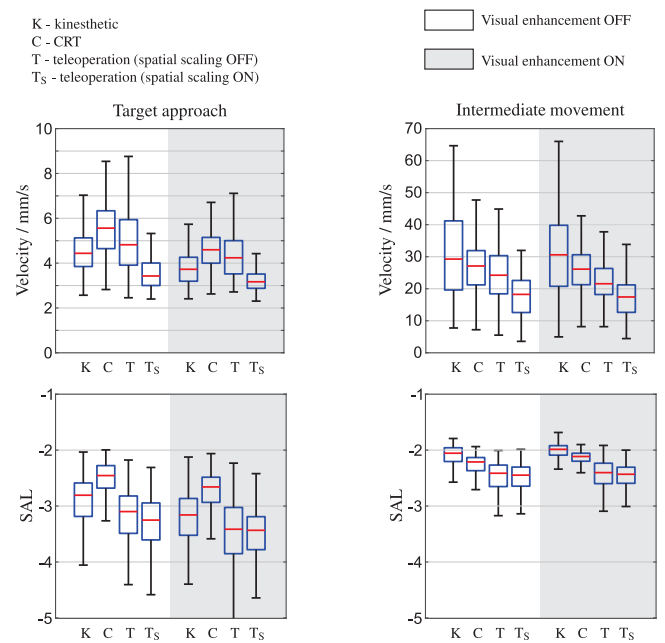 K - kinesthetic
C - CRT
T - teleoperation (spatial scaling OFF)
TS - teleoperation (spatial scaling ON)
Visual enhancement OFF
Visual enhancement ON
Target approach
Velocity / mm/s
10
8
6
4
2
0
K C T TS K C T TS
Intermediate movement
Velocity / mm/s
70
60
50
40
30
20
10
0
K C T TS K C T TS
SAL
-1
-2
-3
-4
-5
K C T TS K C T TS
SAL
-1
-2
-3
-4
-5
K C T TS K C T TS